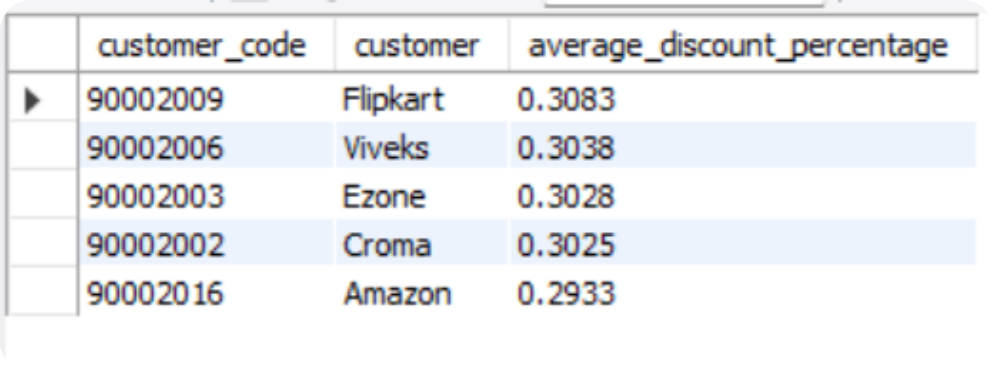 customer_code customer average_discount_percentage
90002009 Flipkart 0.3083
90002006 Viveks 0.3038
90002003 Ezone 0.3028
90002002 Croma 0.3025
90002016 Amazon 0.2933